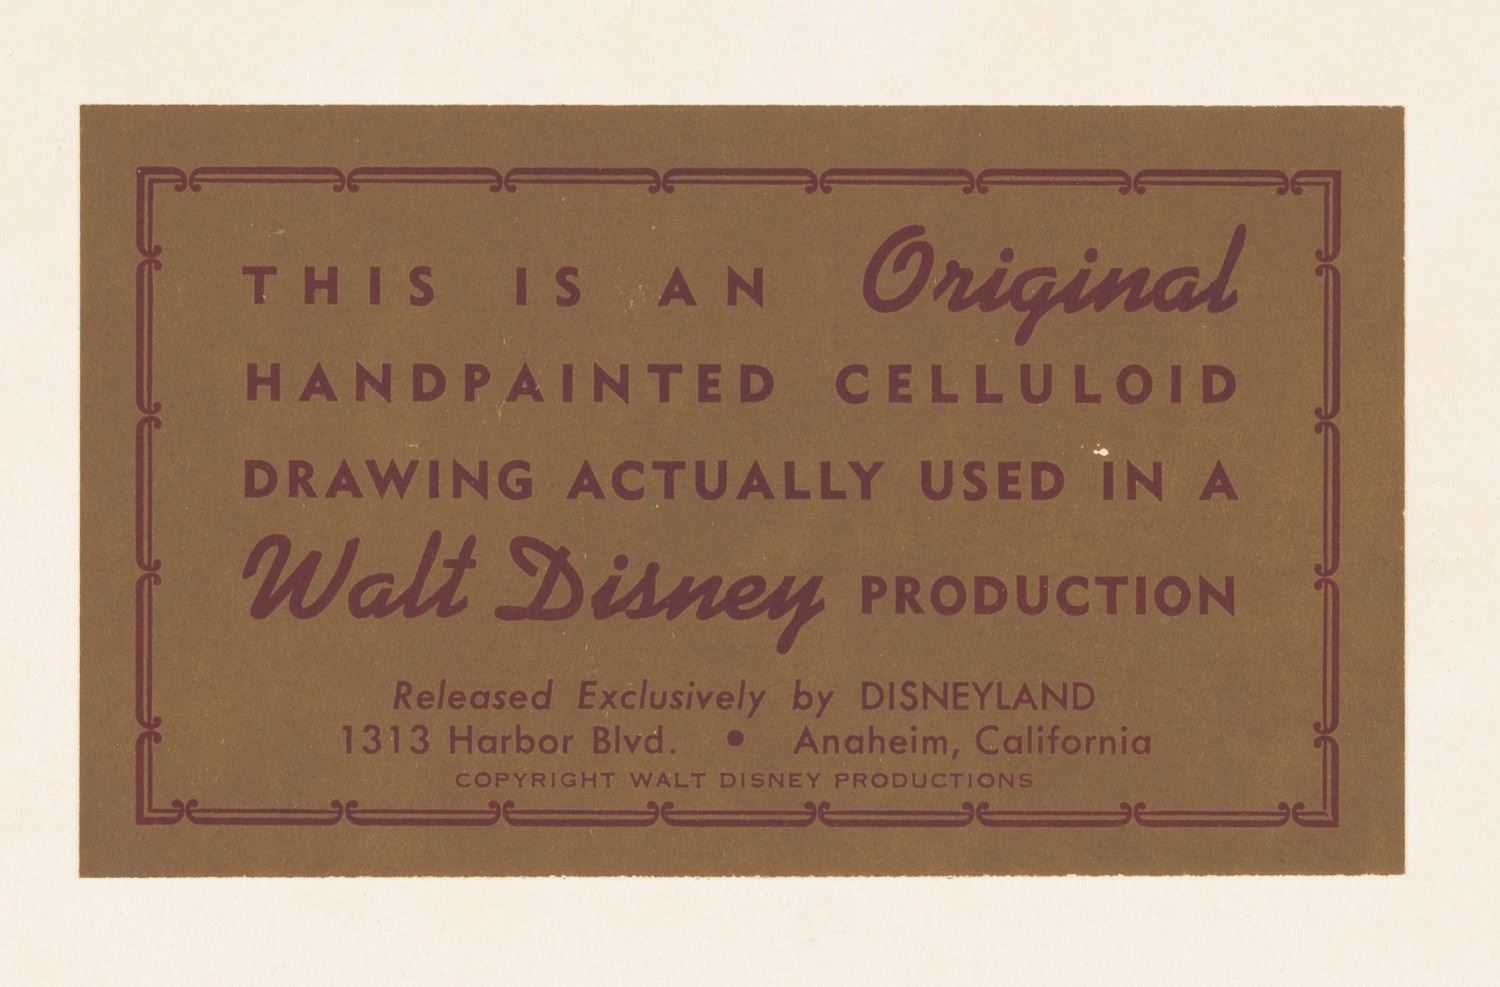 THIS IS AN Original
HANDPAINTED CELLULOID
DRAWING ACTUALLY USED IN A
Walt Disney PRODUCTION
Released Exclusively by DISNEYLAND
1313 Harbor Blvd. • Anaheim, California
COPYRIGHT WALT DISNEY PRODUCTIONS